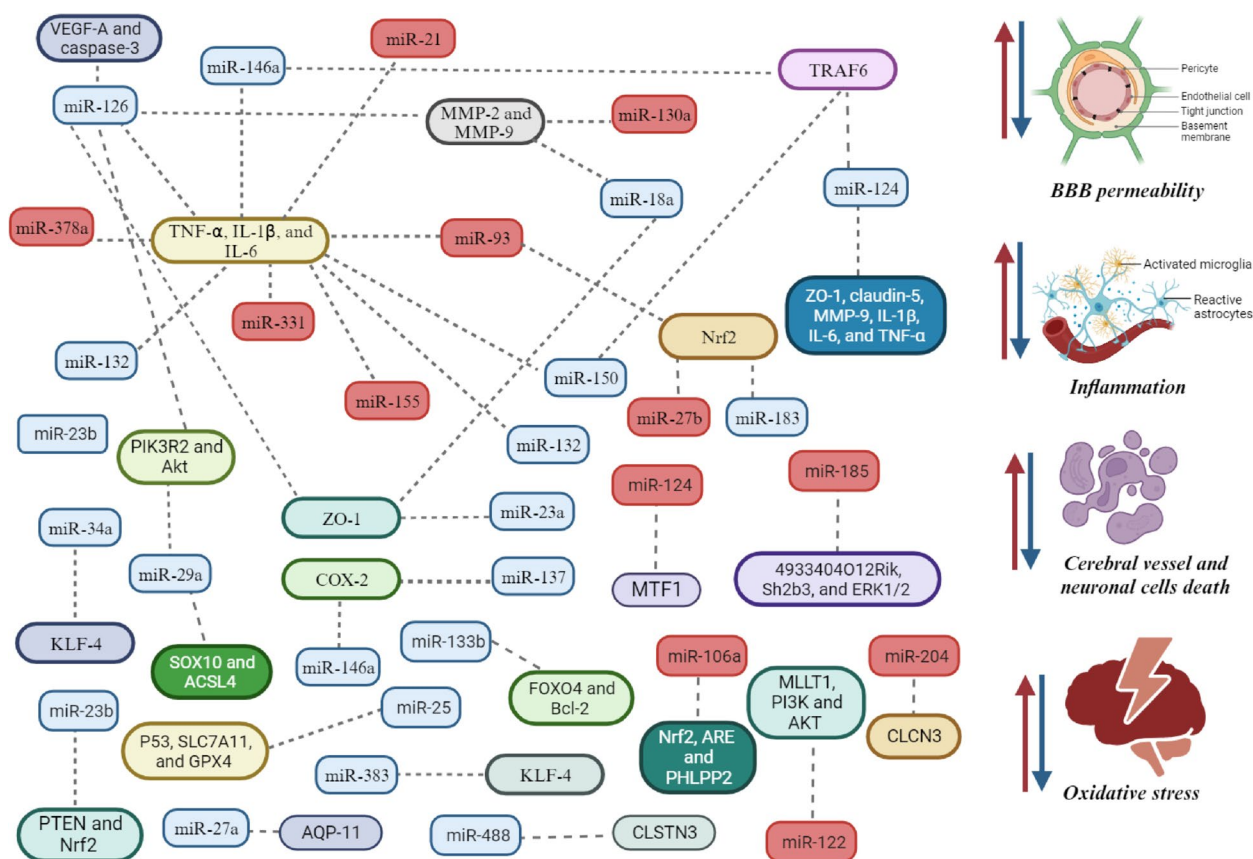 VEGF-A and
caspase-3
miR-146a
miR-21
TRAF6
miR-126
MMP-2 and
MMP-9
miR-130a
miR-18a
miR-124
miR-378a
TNF-α, IL-1β, and
IL-6
miR-93
miR-331
Nrf2
ZO-1, claudin-5,
MMP-9, IL-1β,
IL-6, and TNF-α
miR-132
miR-155
miR-150
miR-27b
miR-183
miR-23b
PIK3R2 and
Akt
miR-132
miR-124
miR-185
miR-34a
ZO-1
miR-23a
miR-29a
COX-2
miR-137
MTF1
4933404O12Rik,
Sh2b3, and ERK1/2
KLF-4
SOX10 and
ACSL4
miR-146a
miR-133b
FOXO4 and
Bcl-2
miR-106a
MLLT1,
PI3K and
AKT
miR-204
miR-23b
P53, SLC7A11,
and GPX4
miR-25
Nrf2, ARE
and
PHLPP2
CLCN3
miR-383
KLF-4
PTEN and
Nrf2
miR-27a
AQP-11
miR-488
CLSTN3
miR-122
Pericyte
Endothelial cell
Tight junction
Basement
membrane
BBB permeability
Activated microglia
Reactive
astrocytes
Inflammation
Cerebral vessel and
neuronal cells death
Oxidative stress